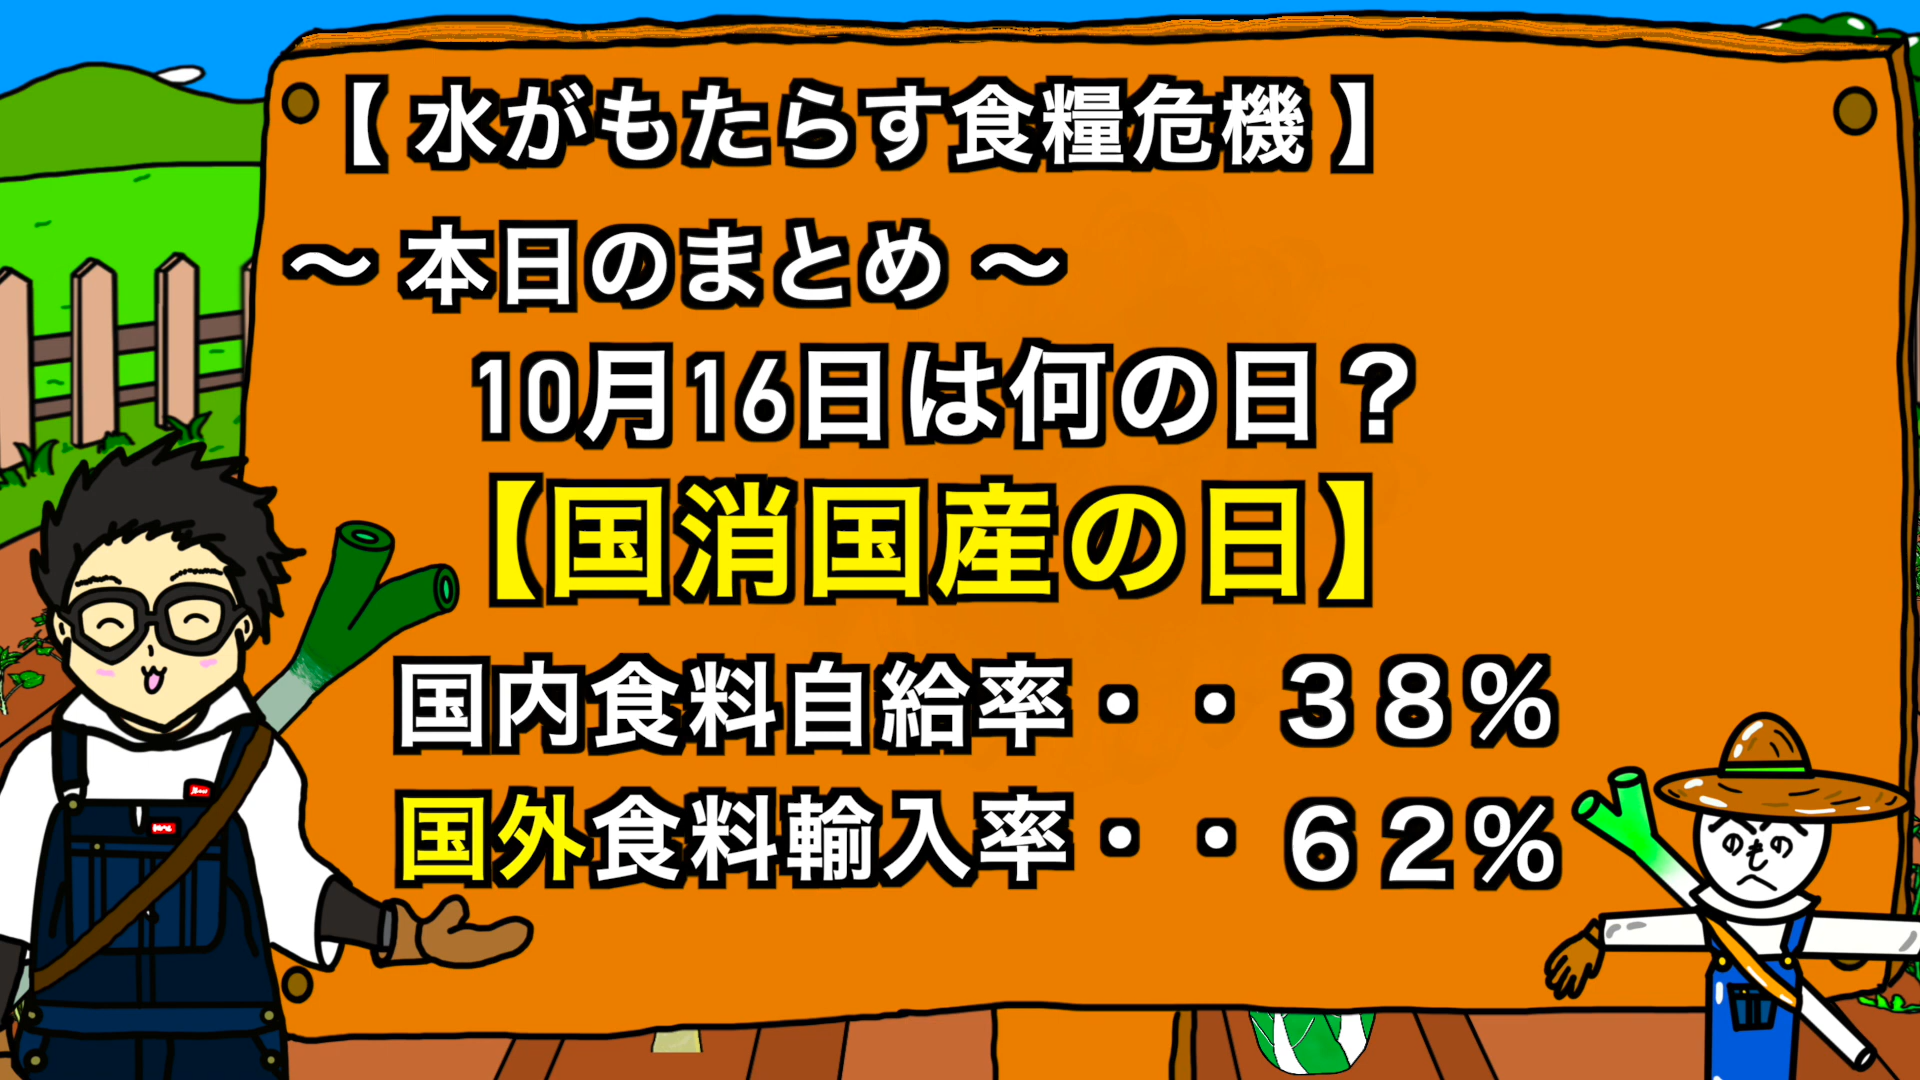 【 水がもたらす食糧危機 】
～ 本日のまとめ ～
10月16日は何の日？
【国消国産の日】
国内食料自給率・・３８％
国外食料輸入率・・６２％